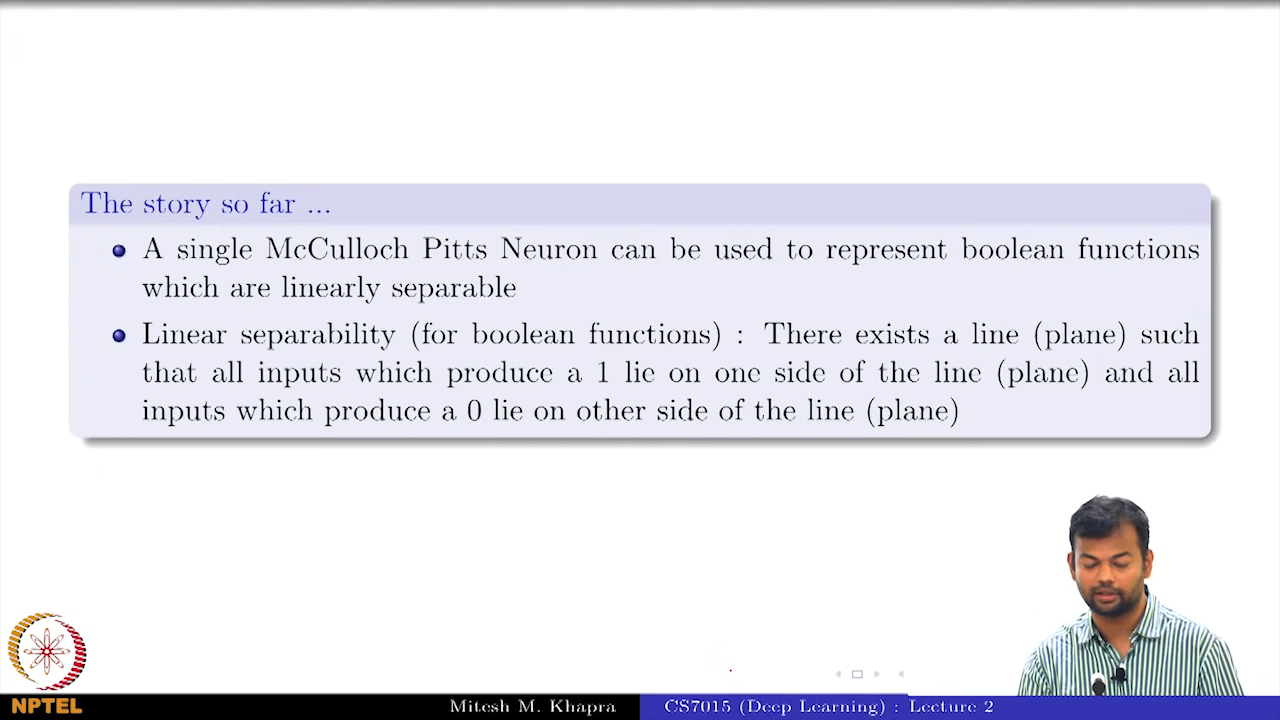 The story so far ...
A single McCulloch Pitts Neuron can be used to represent boolean functions
which are linearly separable
Linear separability (for boolean functions) : There exists a line (plane) such
that all inputs which produce a 1 lie on one side of the line (plane) and all
inputs which produce a 0 lie on other side of the line (plane)
NPTEL
Mitesh M. Khapra
CS7015 (Deep Learning) : Lecture 2